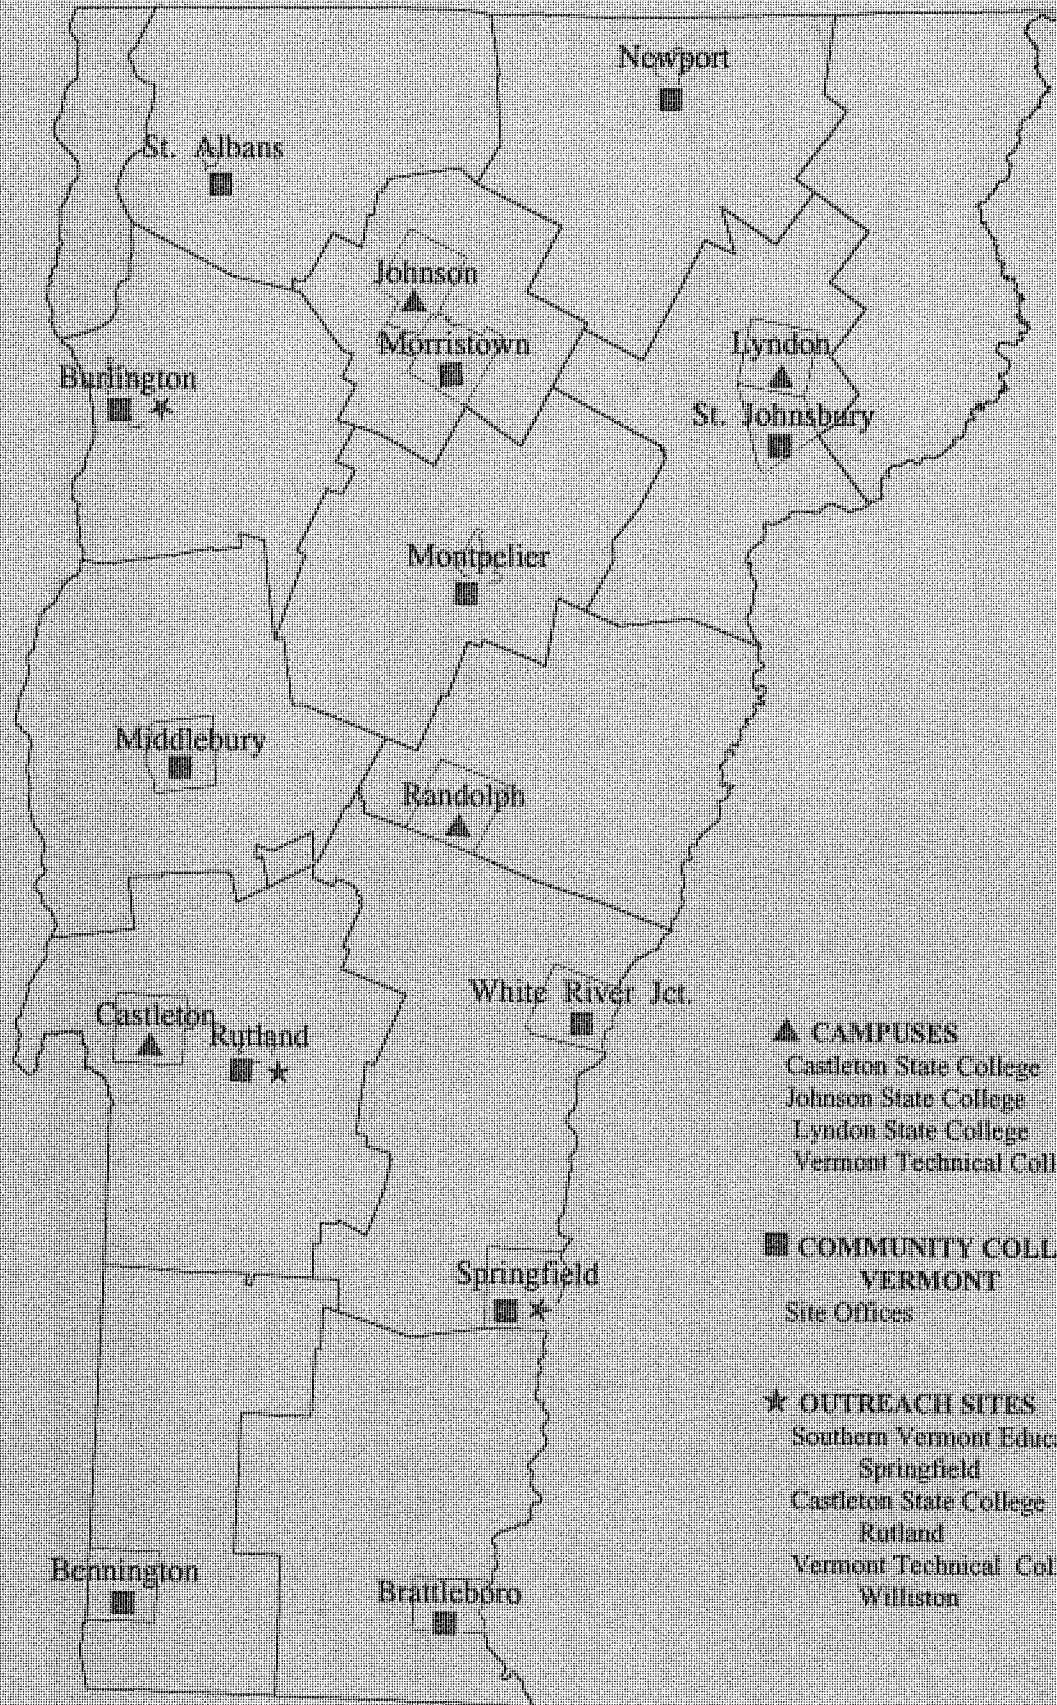 Newport
St. Albans
Johnson
Morristown
Lyndon
Burlington
St. Johnsbury
Montpelier
Middlebury
Randolph
White River Jct.
Castleton
Rutland
CAMPUSES
Castleton State College
Johnson State College
Lyndon State College
Vermont Technical Coll
COMMUNITY COLL
VERMONT
Site Offices
Springfield
OUTREACH SITES
Southern Vermont Educa
Springfield
Castleton State College
Rutland
Vermont Technical Col
Williston
Bennington
Brattleboro